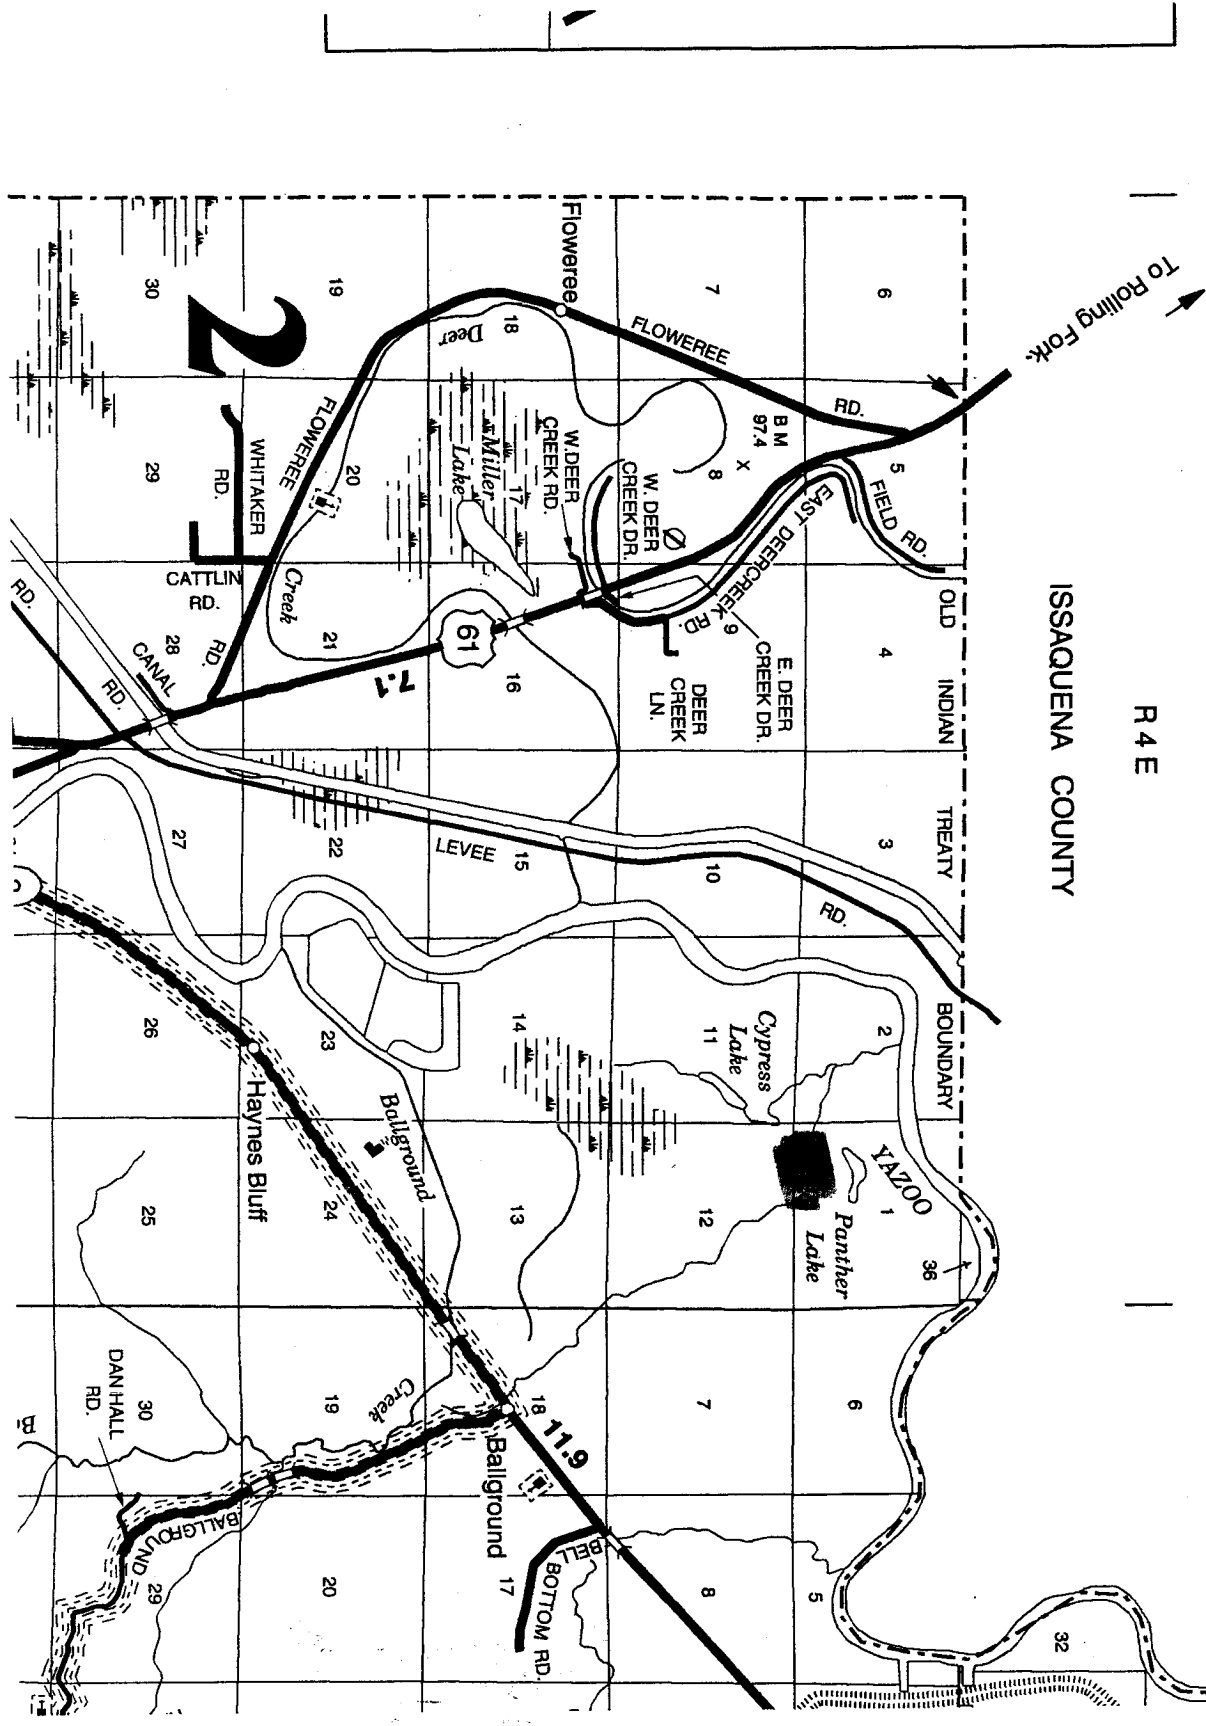 To Rolling Fork.
R 4 E
ISSAQUENA COUNTY
OLD INDIAN TREATY BOUNDARY
6
5
4
3
2
1
36
FIELD RD.
FLOWEREE RD.
B M
97.4
X
7
8
9
10
11
12
7
8
6
5
32
EAST DEERCREEK RD.
W. DEER
CREEK DR.
E. DEER
CREEK DR.
DEER
CREEK
LN.
W.DEER
CREEK RD.
Floweree
18
17
16
15
14
13
18
17
Deer
Miller
Lake
61
7.1
LEVEE RD.
Cypress
Lake
Panther
Lake
YAZOO
19
20
21
22
23
24
19
20
FLOWEREE RD.
Creek
2
WHITAKER
RD.
CATTLIN
RD.
CANAL
RD.
RD.
30
29
28
27
26
25
30
29
Haynes Bluff
Ballground
Creek
Ballground
11.9
BELL
BOTTOM RD.
BALLGROUND
DAN HALL
RD.